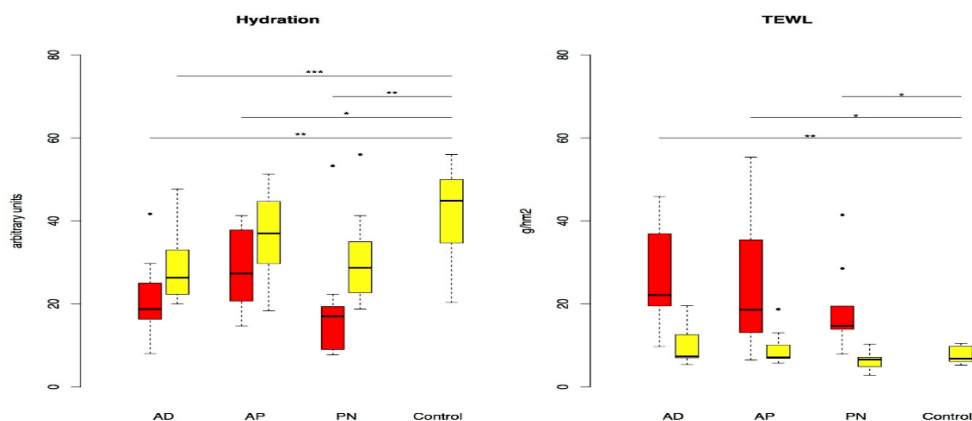 Hydration
80
60
40
20
0
arbitrary units
***
**
*
**
AD AP PN Control
TEWL
80
60
40
20
0
g/hm2
*
*
**
AD AP PN Control